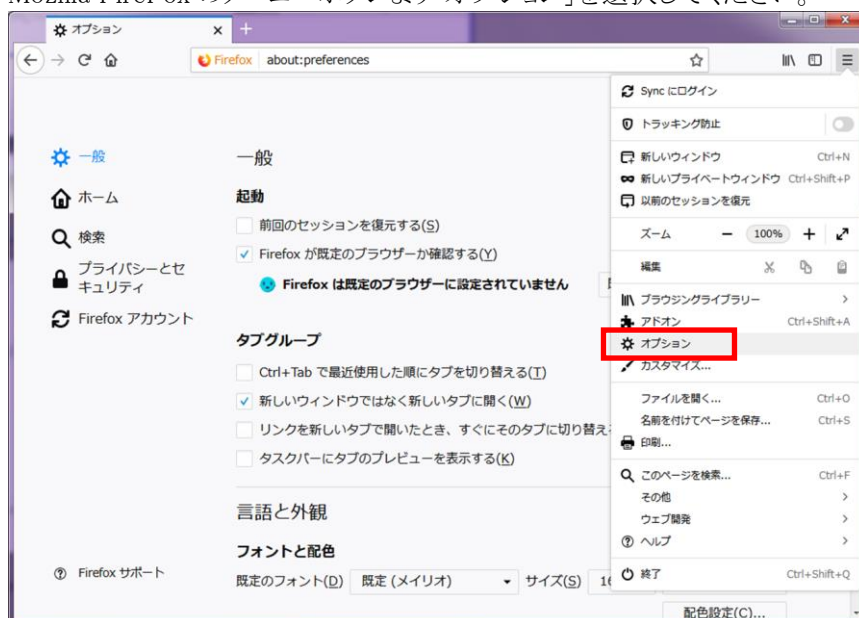 Mozilla FireFox のメニューボタンより「オプション」を選択してください。
オプション
Firefox about:preferences
一般
ホーム
検索
プライバシーとセ
キュリティ
Firefox アカウント
Firefox サポート
一般
起動
前回のセッションを復元する(S)
Firefox が既定のブラウザーか確認する(Y)
Firefox は既定のブラウザーに設定されていません
タブグループ
Ctrl+Tab で最近使用した順にタブを切り替える(T)
新しいウィンドウではなく新しいタブに開く(W)
リンクを新しいタブで開いたとき、すぐにそのタブに切り替え
タスクバーにタブのプレビューを表示する(K)
言語と外観
フォントと配色
既定のフォント(D) 既定 (メイリオ) サイズ(S) 16
配色設定(C)...
Sync にログイン
トラッキング防止
新しいウィンドウ Ctrl+N
新しいプライベートウィンドウ Ctrl+Shift+P
以前のセッションを復元
ズーム − 100% +
編集
ブラウジングライブラリー
アドオン Ctrl+Shift+A
オプション
カスタマイズ...
ファイルを開く... Ctrl+O
名前を付けてページを保存... Ctrl+S
印刷...
このページを検索... Ctrl+F
その他
ウェブ開発
ヘルプ
終了 Ctrl+Shift+Q